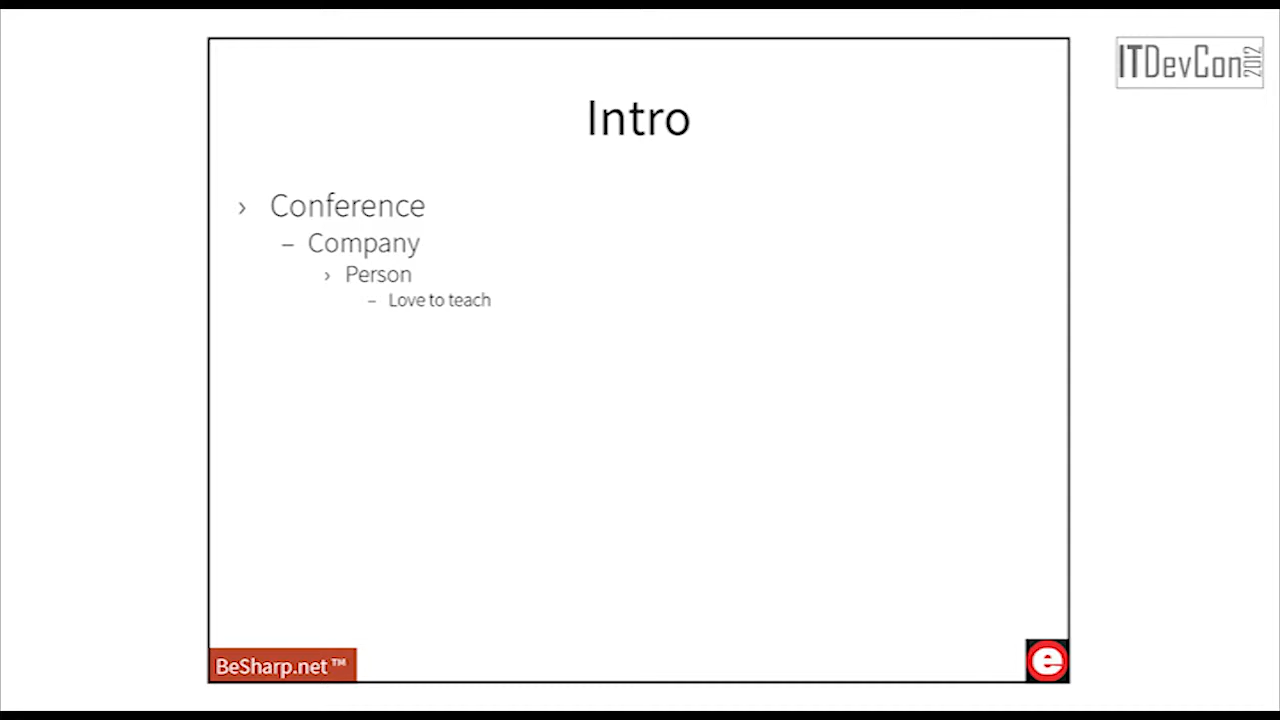 ITDevCon 2012
Intro
› Conference
– Company
› Person
– Love to teach
BeSharp.net™
e